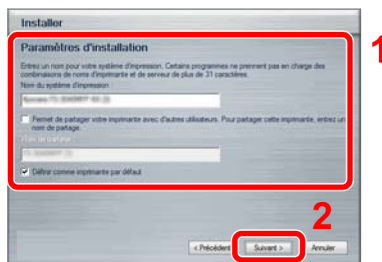 Installer
Paramètres d'installation
1
Entrez un nom pour votre système d'impression. Certains programmes ne prennent pas en charge des
combinaisons de noms d'imprimante et de serveur de plus de 31 caractères.
Nom du système d'impression :
Permet de partager votre imprimante avec d'autres utilisateurs. Pour partager cette imprimante, entrez un
nom de partage.
Définir comme imprimante par défaut
2
< Précédent
Suivant >
Annuler